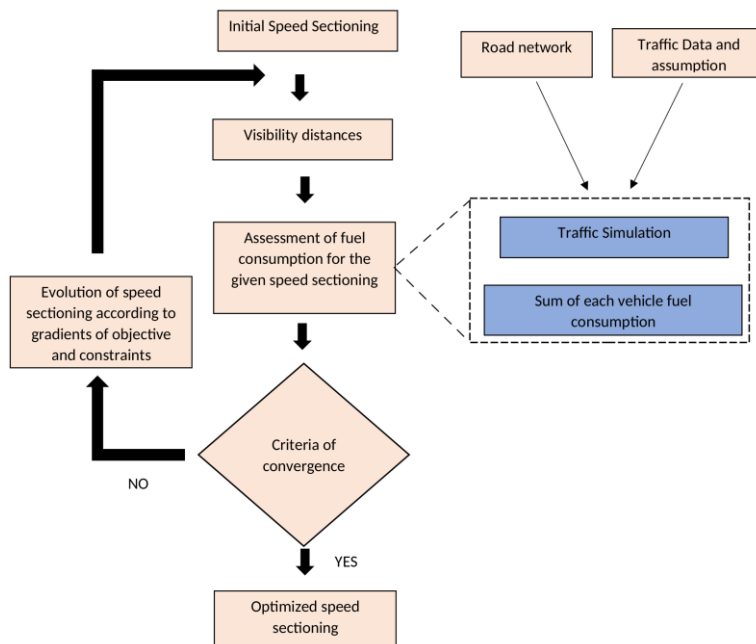 Initial Speed Sectioning
Road network
Traffic Data and
assumption
Visibility distances
Assessment of fuel
consumption for the
given speed sectioning
Traffic Simulation
Sum of each vehicle fuel
consumption
Evolution of speed
sectioning according to
gradients of objective
and constraints
Criteria of
convergence
NO
YES
Optimized speed
sectioning